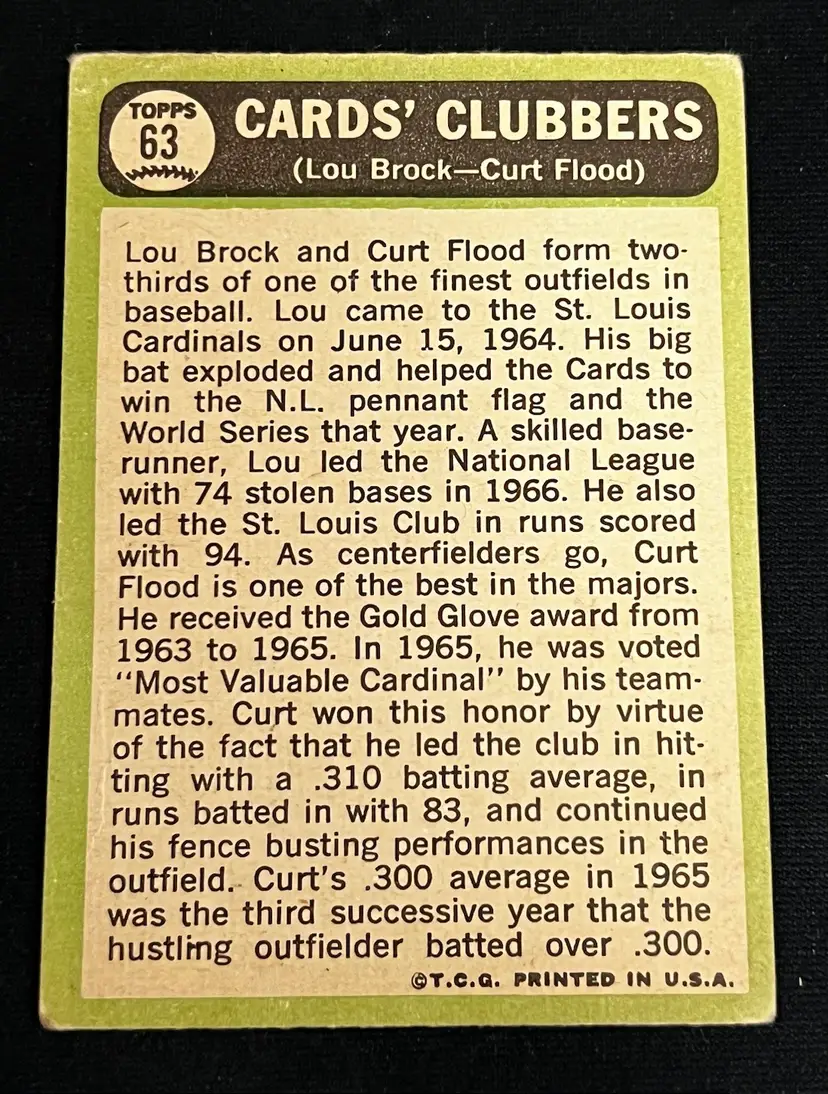 TOPPS
63
CARDS' CLUBBERS
(Lou Brock—Curt Flood)
Lou Brock and Curt Flood form two-
thirds of one of the finest outfields in
baseball. Lou came to the St. Louis
Cardinals on June 15, 1964. His big
bat exploded and helped the Cards to
win the N.L. pennant flag and the
World Series that year. A skilled base-
runner, Lou led the National League
with 74 stolen bases in 1966. He also
led the St. Louis Club in runs scored
with 94. As centerfielders go, Curt
Flood is one of the best in the majors.
He received the Gold Glove award from
1963 to 1965. In 1965, he was voted
"Most Valuable Cardinal" by his team-
mates. Curt won this honor by virtue
of the fact that he led the club in hit-
ting with a .310 batting average, in
runs batted in with 83, and continued
his fence busting performances in the
outfield. Curt's .300 average in 1965
was the third successive year that the
hustling outfielder batted over .300.
©T.C.G. PRINTED IN U.S.A.